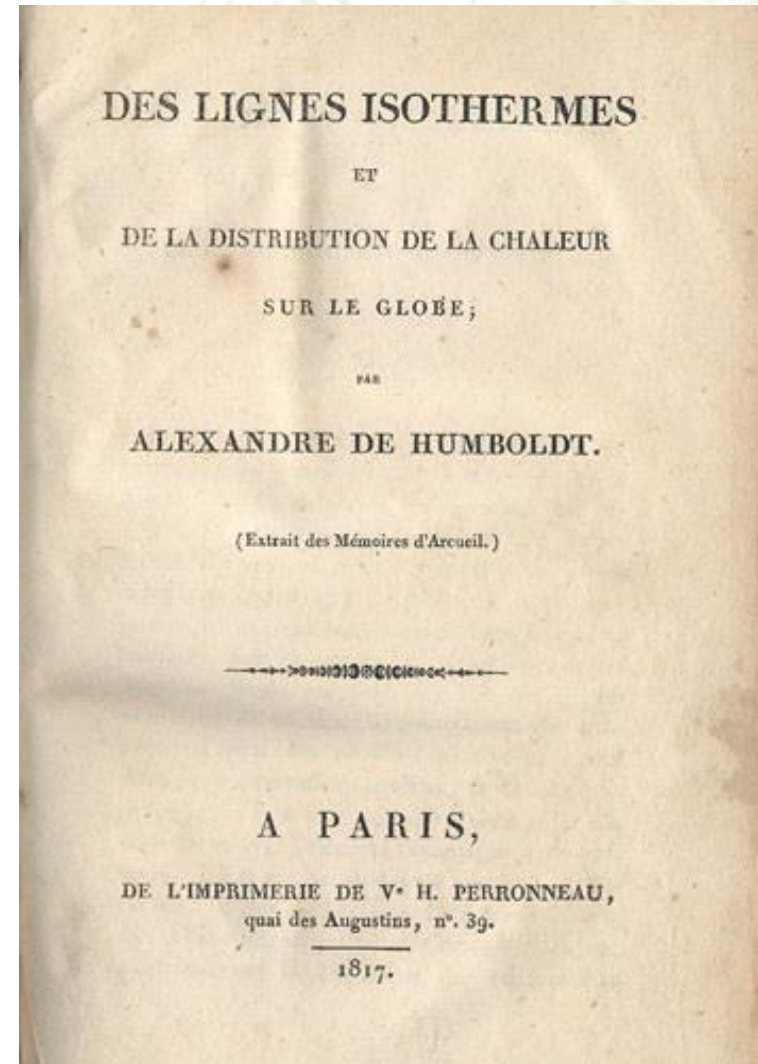 DES LIGNES ISOTHERMES
ET
DE LA DISTRIBUTION DE LA CHALEUR
SUR LE GLOBE;
PAR
ALEXANDRE DE HUMBOLDT.
(Extrait des Mémoires d'Arcueil.)
A PARIS,
DE L'IMPRIMERIE DE Vᵉ H. PERRONNEAU,
quai des Augustins, nº. 39.
1817.